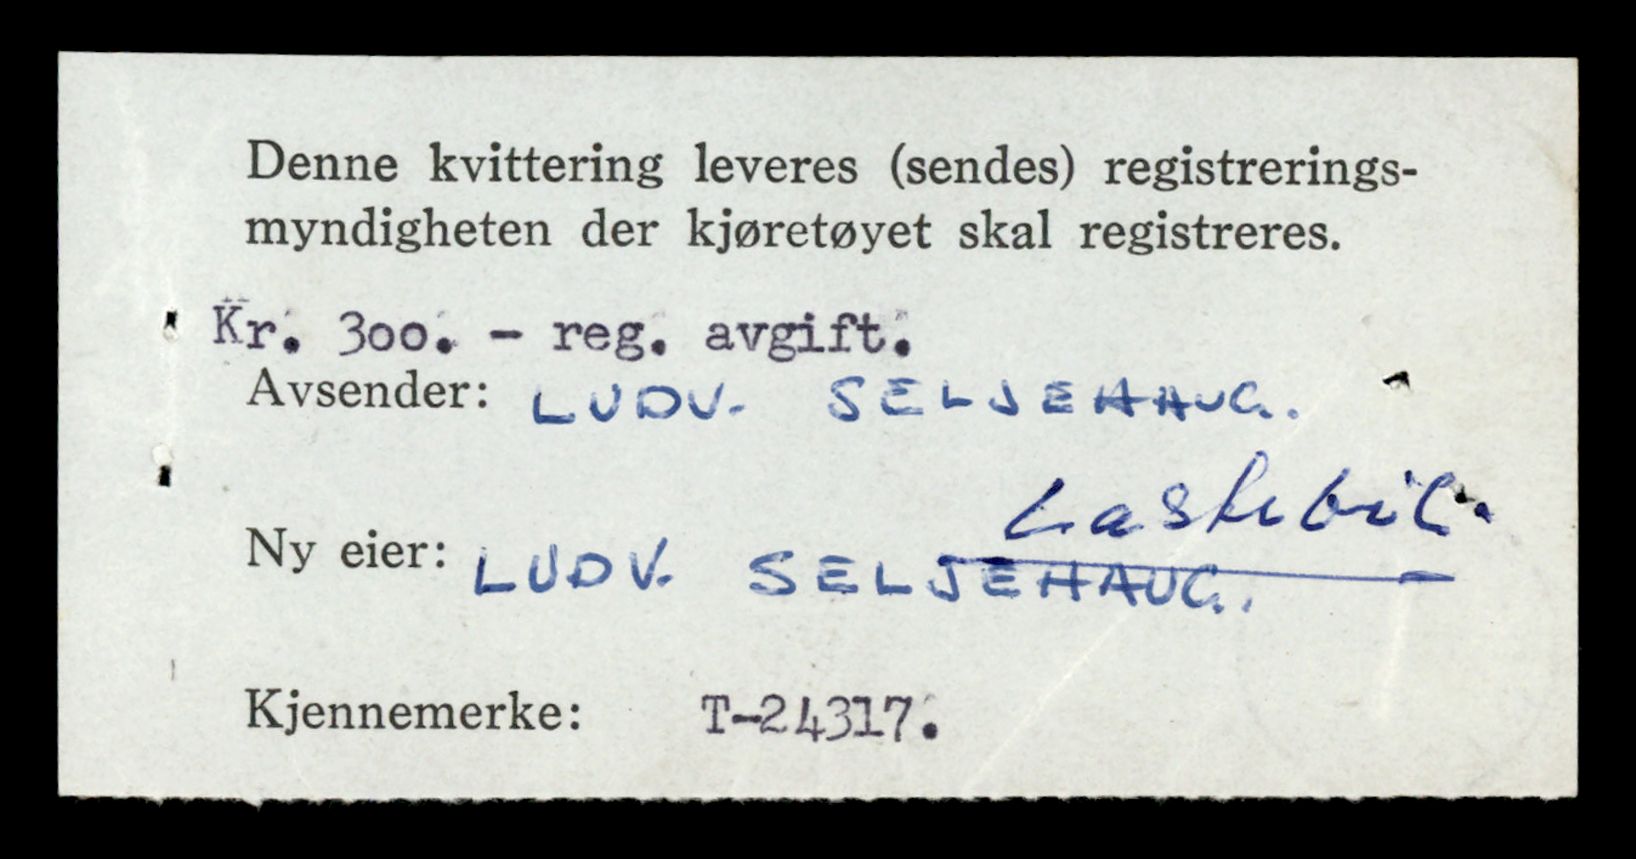 Denne kvittering leveres (sendes) registrerings-
myndigheten der kjøretøyet skal registreres.
Kr. 300. - reg. avgift.
Avsender: LUDV. SELJEHAUG.
Lastebil.
Ny eier: LUDV. SELJEHAUG.
Kjennemerke: T-24317.